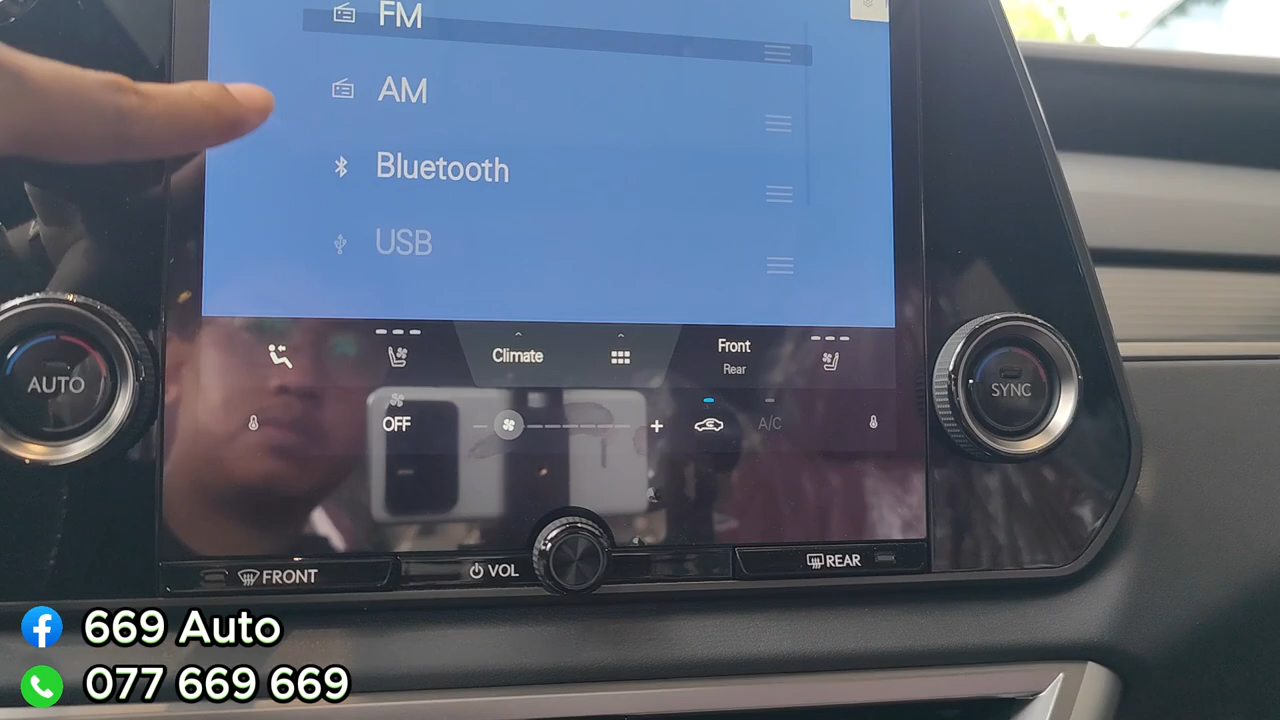 FM
AM
Bluetooth
USB
Climate
Front
Rear
AUTO
SYNC
OFF
A/C
FRONT
VOL
REAR
669 Auto
077 669 669